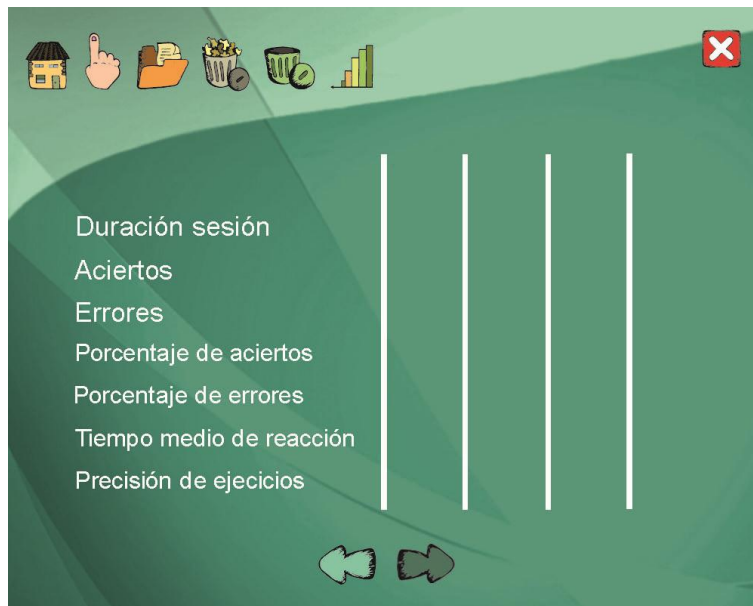 Duración sesión
Aciertos
Errores
Porcentaje de aciertos
Porcentaje de errores
Tiempo medio de reacción
Precisión de ejecicios